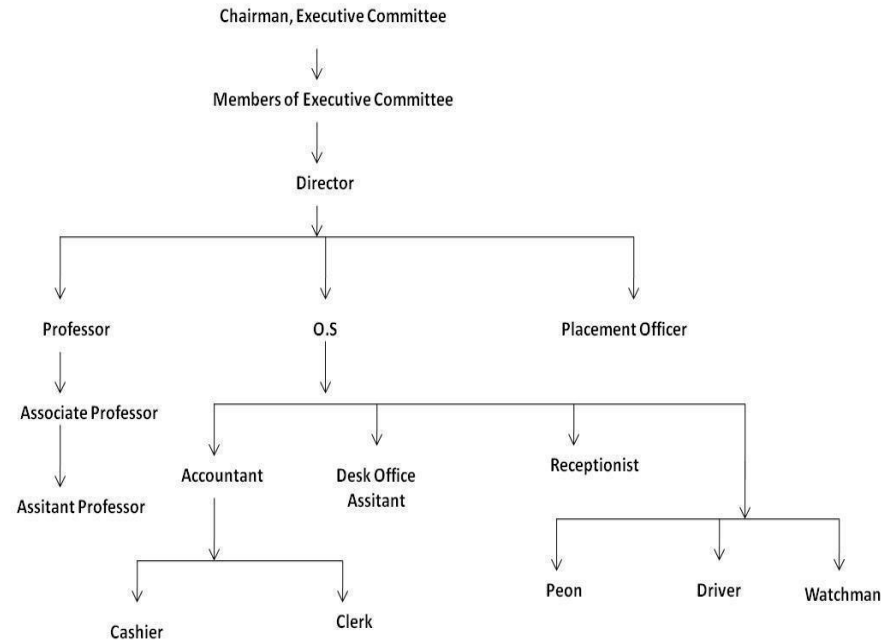 Chairman, Executive Committee
Members of Executive Committee
Director
Professor
O.S
Placement Officer
Associate Professor
Accountant
Desk Office
Assitant
Receptionist
Assitant Professor
Peon
Driver
Watchman
Cashier
Clerk